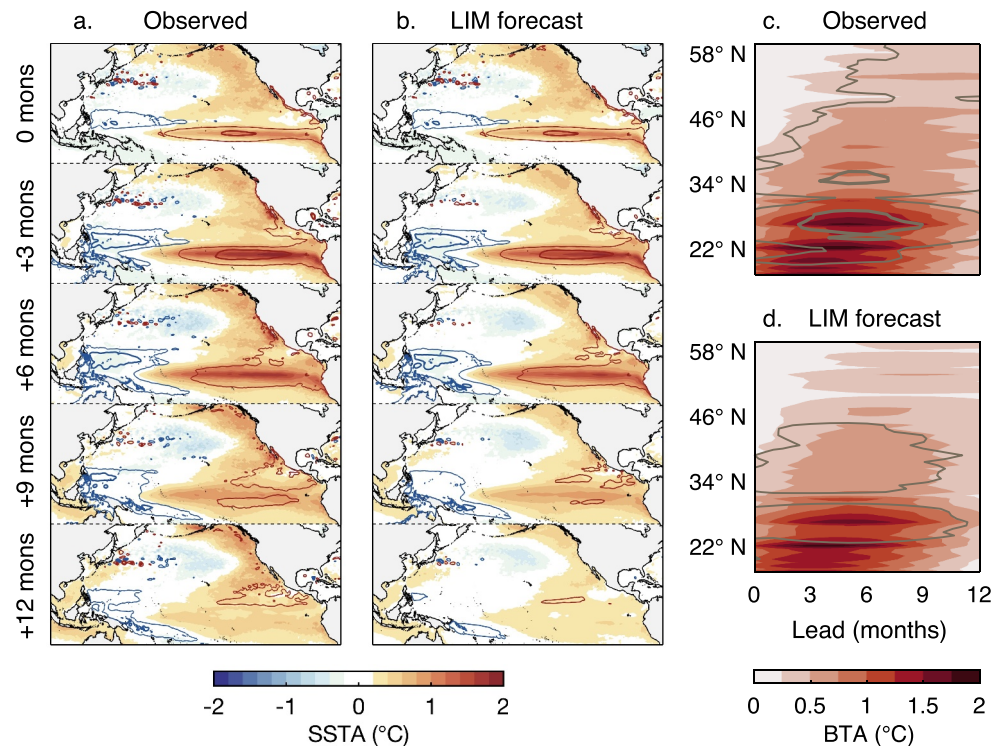 a. Observed
b. LIM forecast
c. Observed
0 mons
+3 mons
+6 mons
+9 mons
+12 mons
58° N
46° N
34° N
22° N
d. LIM forecast
58° N
46° N
34° N
22° N
0 3 6 9 12
Lead (months)
-2 -1 0 1 2
SSTA (°C)
0 0.5 1 1.5 2
BTA (°C)